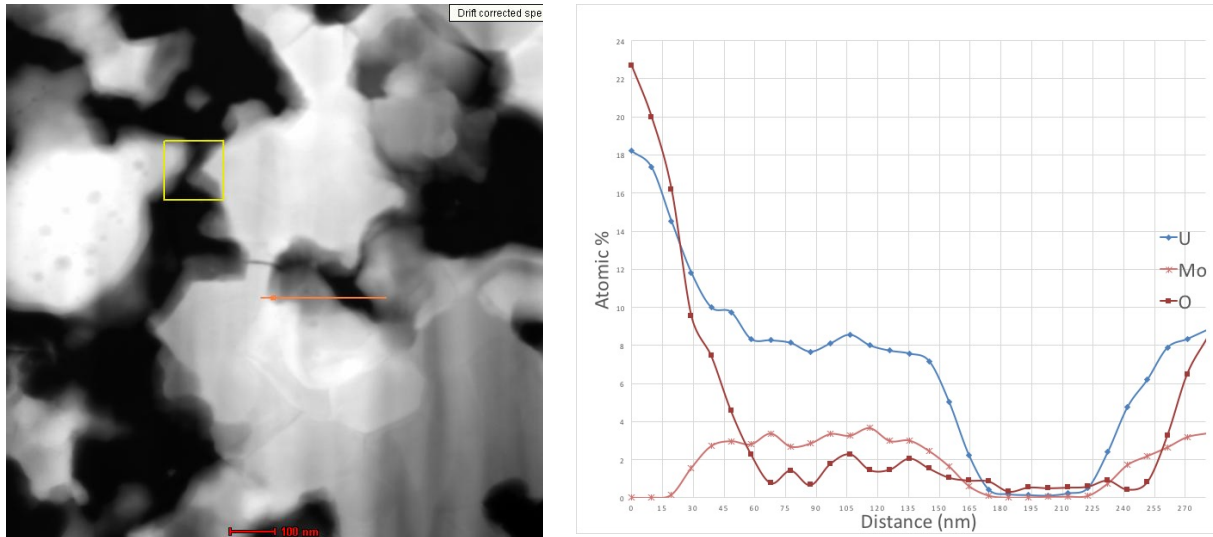 Drift corrected spe
100 nm
24
22
20
18
16
14
12
10
8
6
4
2
0
Atomic %
U
Mo
O
0 15 30 45 60 75 90 105 120 135 150 165 180 195 210 225 240 255 270
Distance (nm)